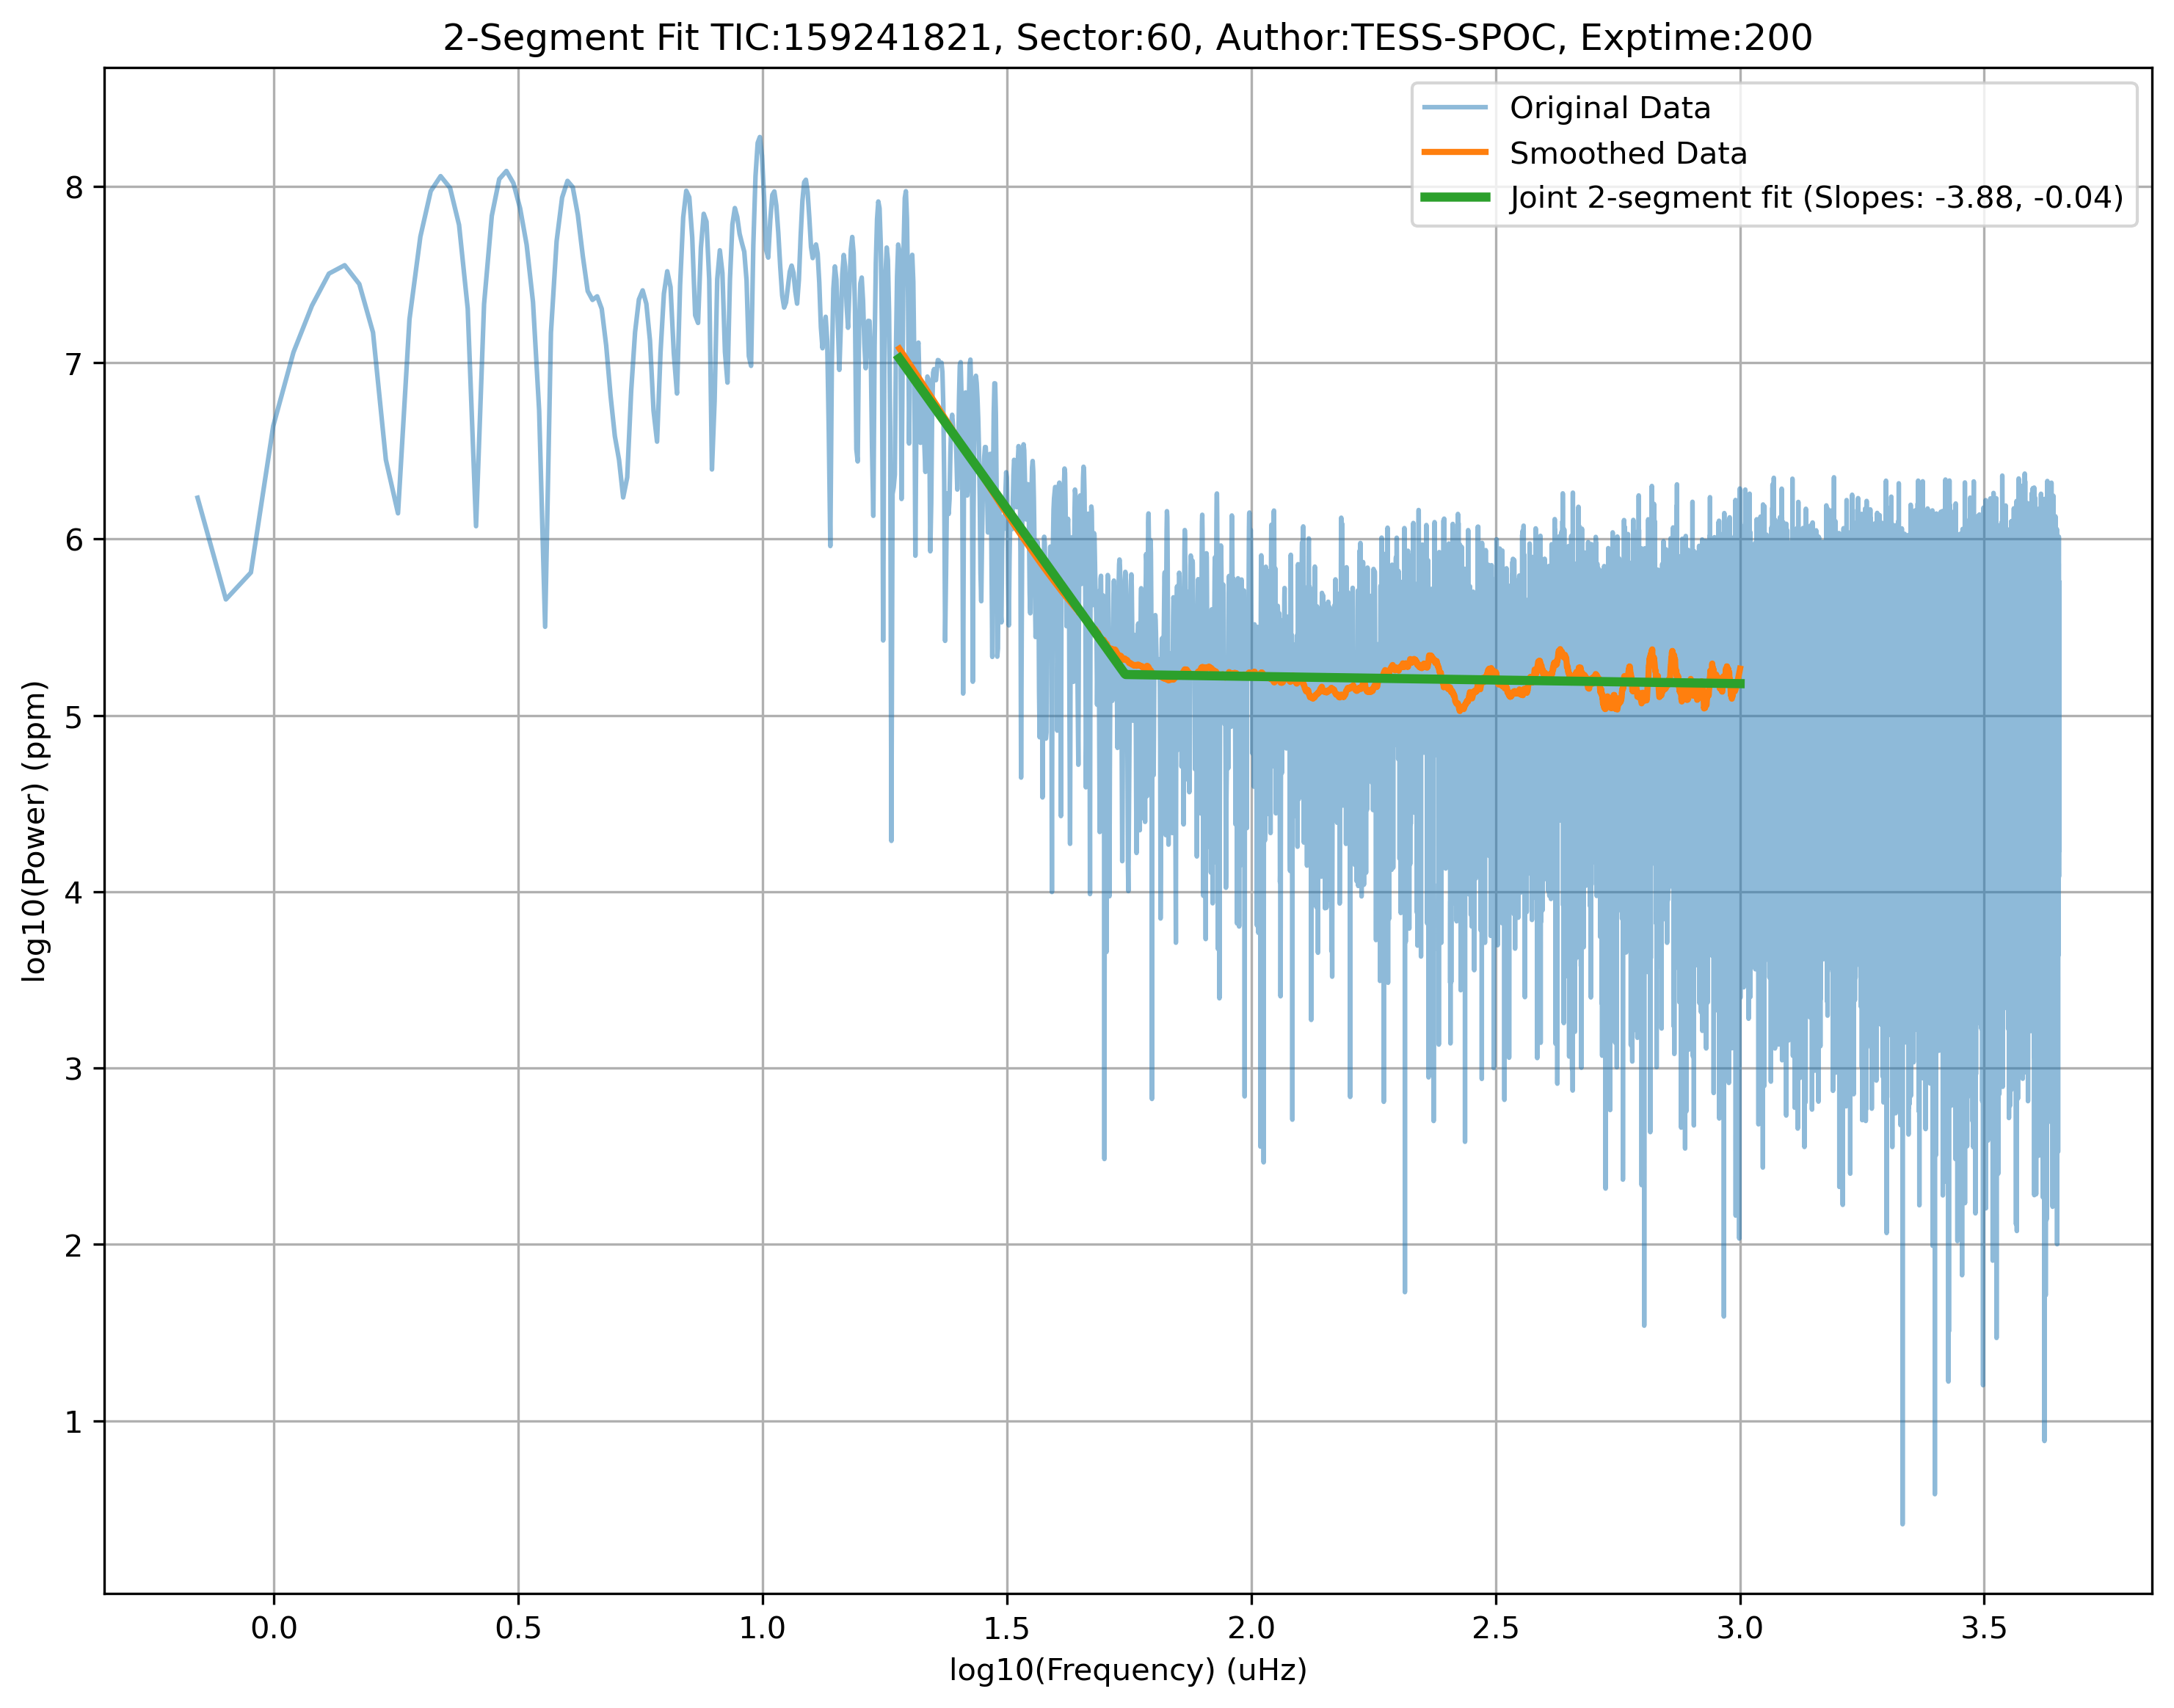 2-Segment Fit TIC:159241821, Sector:60, Author:TESS-SPOC, Exptime:200
Original Data
Smoothed Data
Joint 2-segment fit (Slopes: -3.88, -0.04)
log10(Power) (ppm)
8
7
6
5
4
3
2
1
0.0 0.5 1.0 1.5 2.0 2.5 3.0 3.5
log10(Frequency) (uHz)